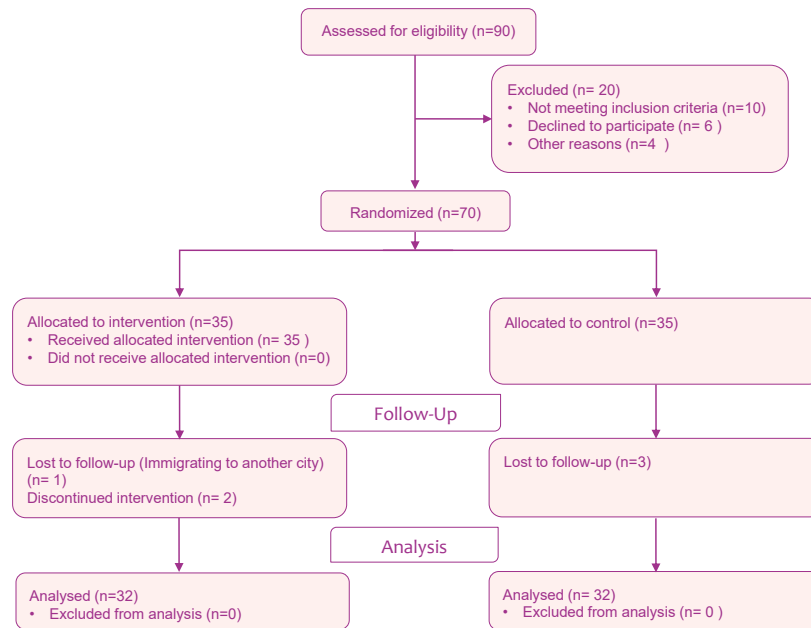 Assessed for eligibility (n=90)
Excluded (n= 20)
• Not meeting inclusion criteria (n=10)
• Declined to participate (n= 6 )
• Other reasons (n=4 )
Randomized (n=70)
Allocated to intervention (n=35)
• Received allocated intervention (n= 35 )
• Did not receive allocated intervention (n=0)
Allocated to control (n=35)
Follow-Up
Lost to follow-up (Immigrating to another city)
(n= 1)
Discontinued intervention (n= 2)
Lost to follow-up (n=3)
Analysis
Analysed (n=32)
• Excluded from analysis (n=0)
Analysed (n= 32)
• Excluded from analysis (n= 0 )